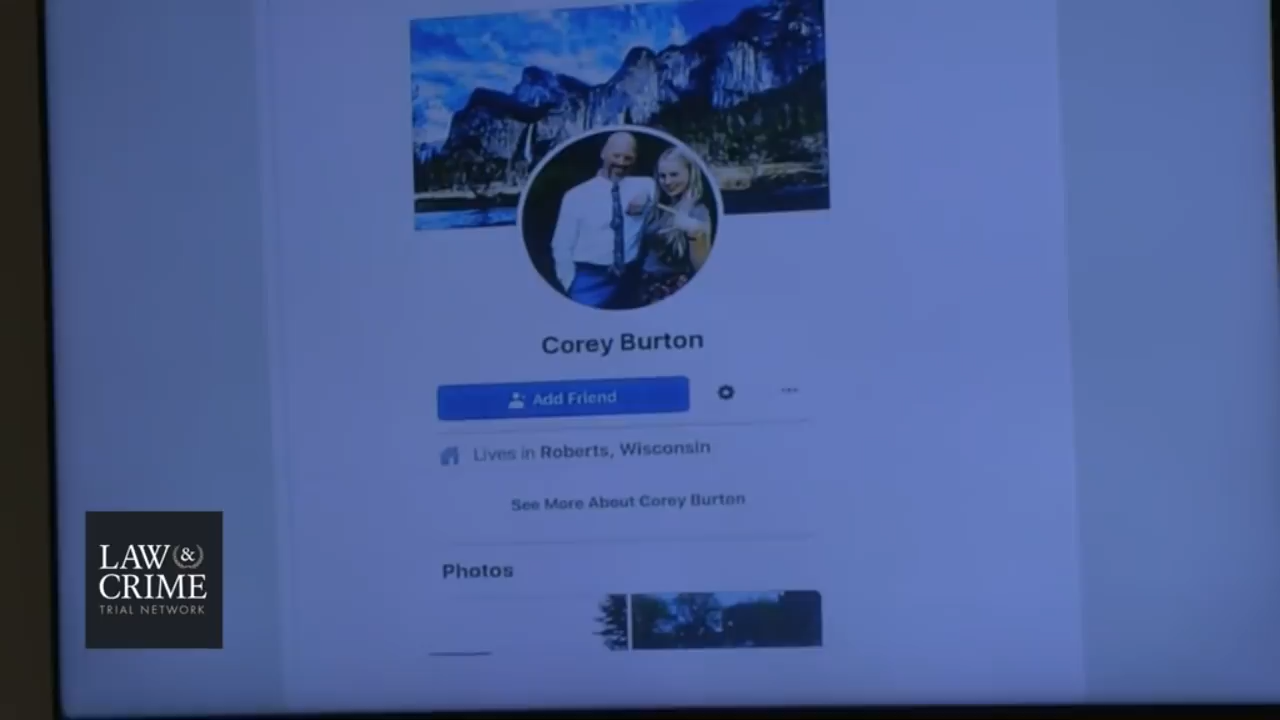 Corey Burton
Add Friend
Lives in Roberts, Wisconsin
See More About Corey Burton
Photos
LAW &
CRIME
TRIAL NETWORK